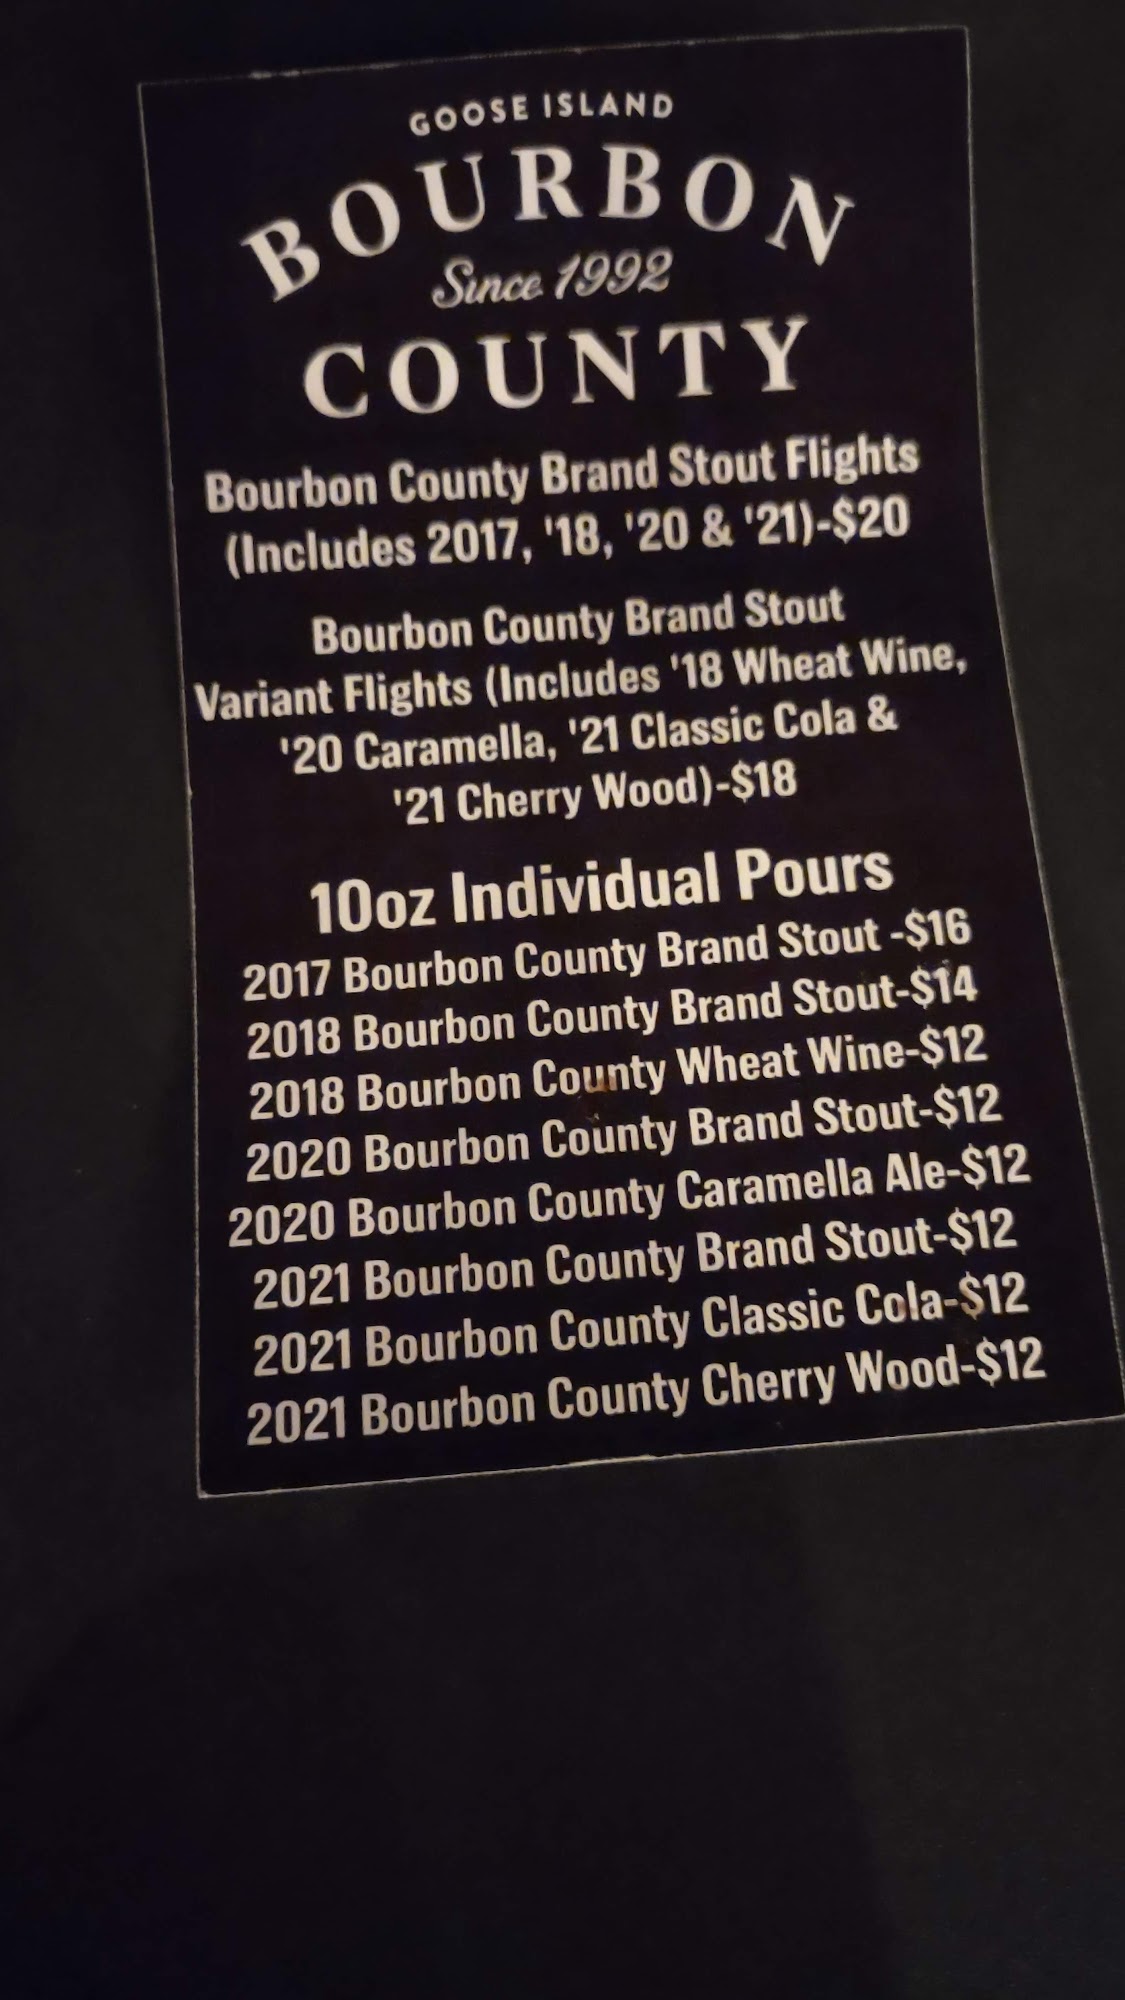 GOOSE ISLAND
BOURBON
Since 1992
COUNTY
Bourbon County Brand Stout Flights
(Includes 2017, '18, '20 & '21)-$20
Bourbon County Brand Stout
Variant Flights (Includes '18 Wheat Wine,
'20 Caramella, '21 Classic Cola &
'21 Cherry Wood)-$18
10oz Individual Pours
2017 Bourbon County Brand Stout -$16
2018 Bourbon County Brand Stout-$14
2018 Bourbon County Wheat Wine-$12
2020 Bourbon County Brand Stout-$12
2020 Bourbon County Caramella Ale-$12
2021 Bourbon County Brand Stout-$12
2021 Bourbon County Classic Cola-$12
2021 Bourbon County Cherry Wood-$12